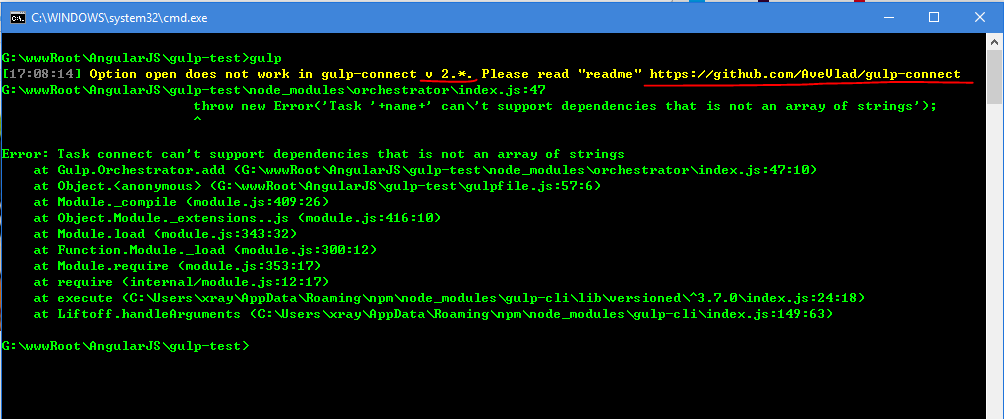 C:\WINDOWS\system32\cmd.exe
G:\wwwRoot\AngularJS\gulp-test>gulp
[17:08:14] Option open does not work in gulp-connect v 2.*. Please read "readme" https://github.com/AveVlad/gulp-connect
G:\wwwRoot\AngularJS\gulp-test\node_modules\orchestrator\index.js:47
throw new Error('Task '+name+' can\'t support dependencies that is not an array of strings');
^
Error: Task connect can't support dependencies that is not an array of strings
at Gulp.Orchestrator.add (G:\wwwRoot\AngularJS\gulp-test\node_modules\orchestrator\index.js:47:10)
at Object.<anonymous> (G:\wwwRoot\AngularJS\gulp-test\gulpfile.js:57:6)
at Module._compile (module.js:409:26)
at Object.Module._extensions..js (module.js:416:10)
at Module.load (module.js:343:32)
at Function.Module._load (module.js:300:12)
at Module.require (module.js:353:17)
at require (internal/module.js:12:17)
at execute (C:\Users\xray\AppData\Roaming\npm\node_modules\gulp-cli\lib\versioned\^3.7.0\index.js:24:18)
at Liftoff.handleArguments (C:\Users\xray\AppData\Roaming\npm\node_modules\gulp-cli\index.js:149:63)
G:\wwwRoot\AngularJS\gulp-test>